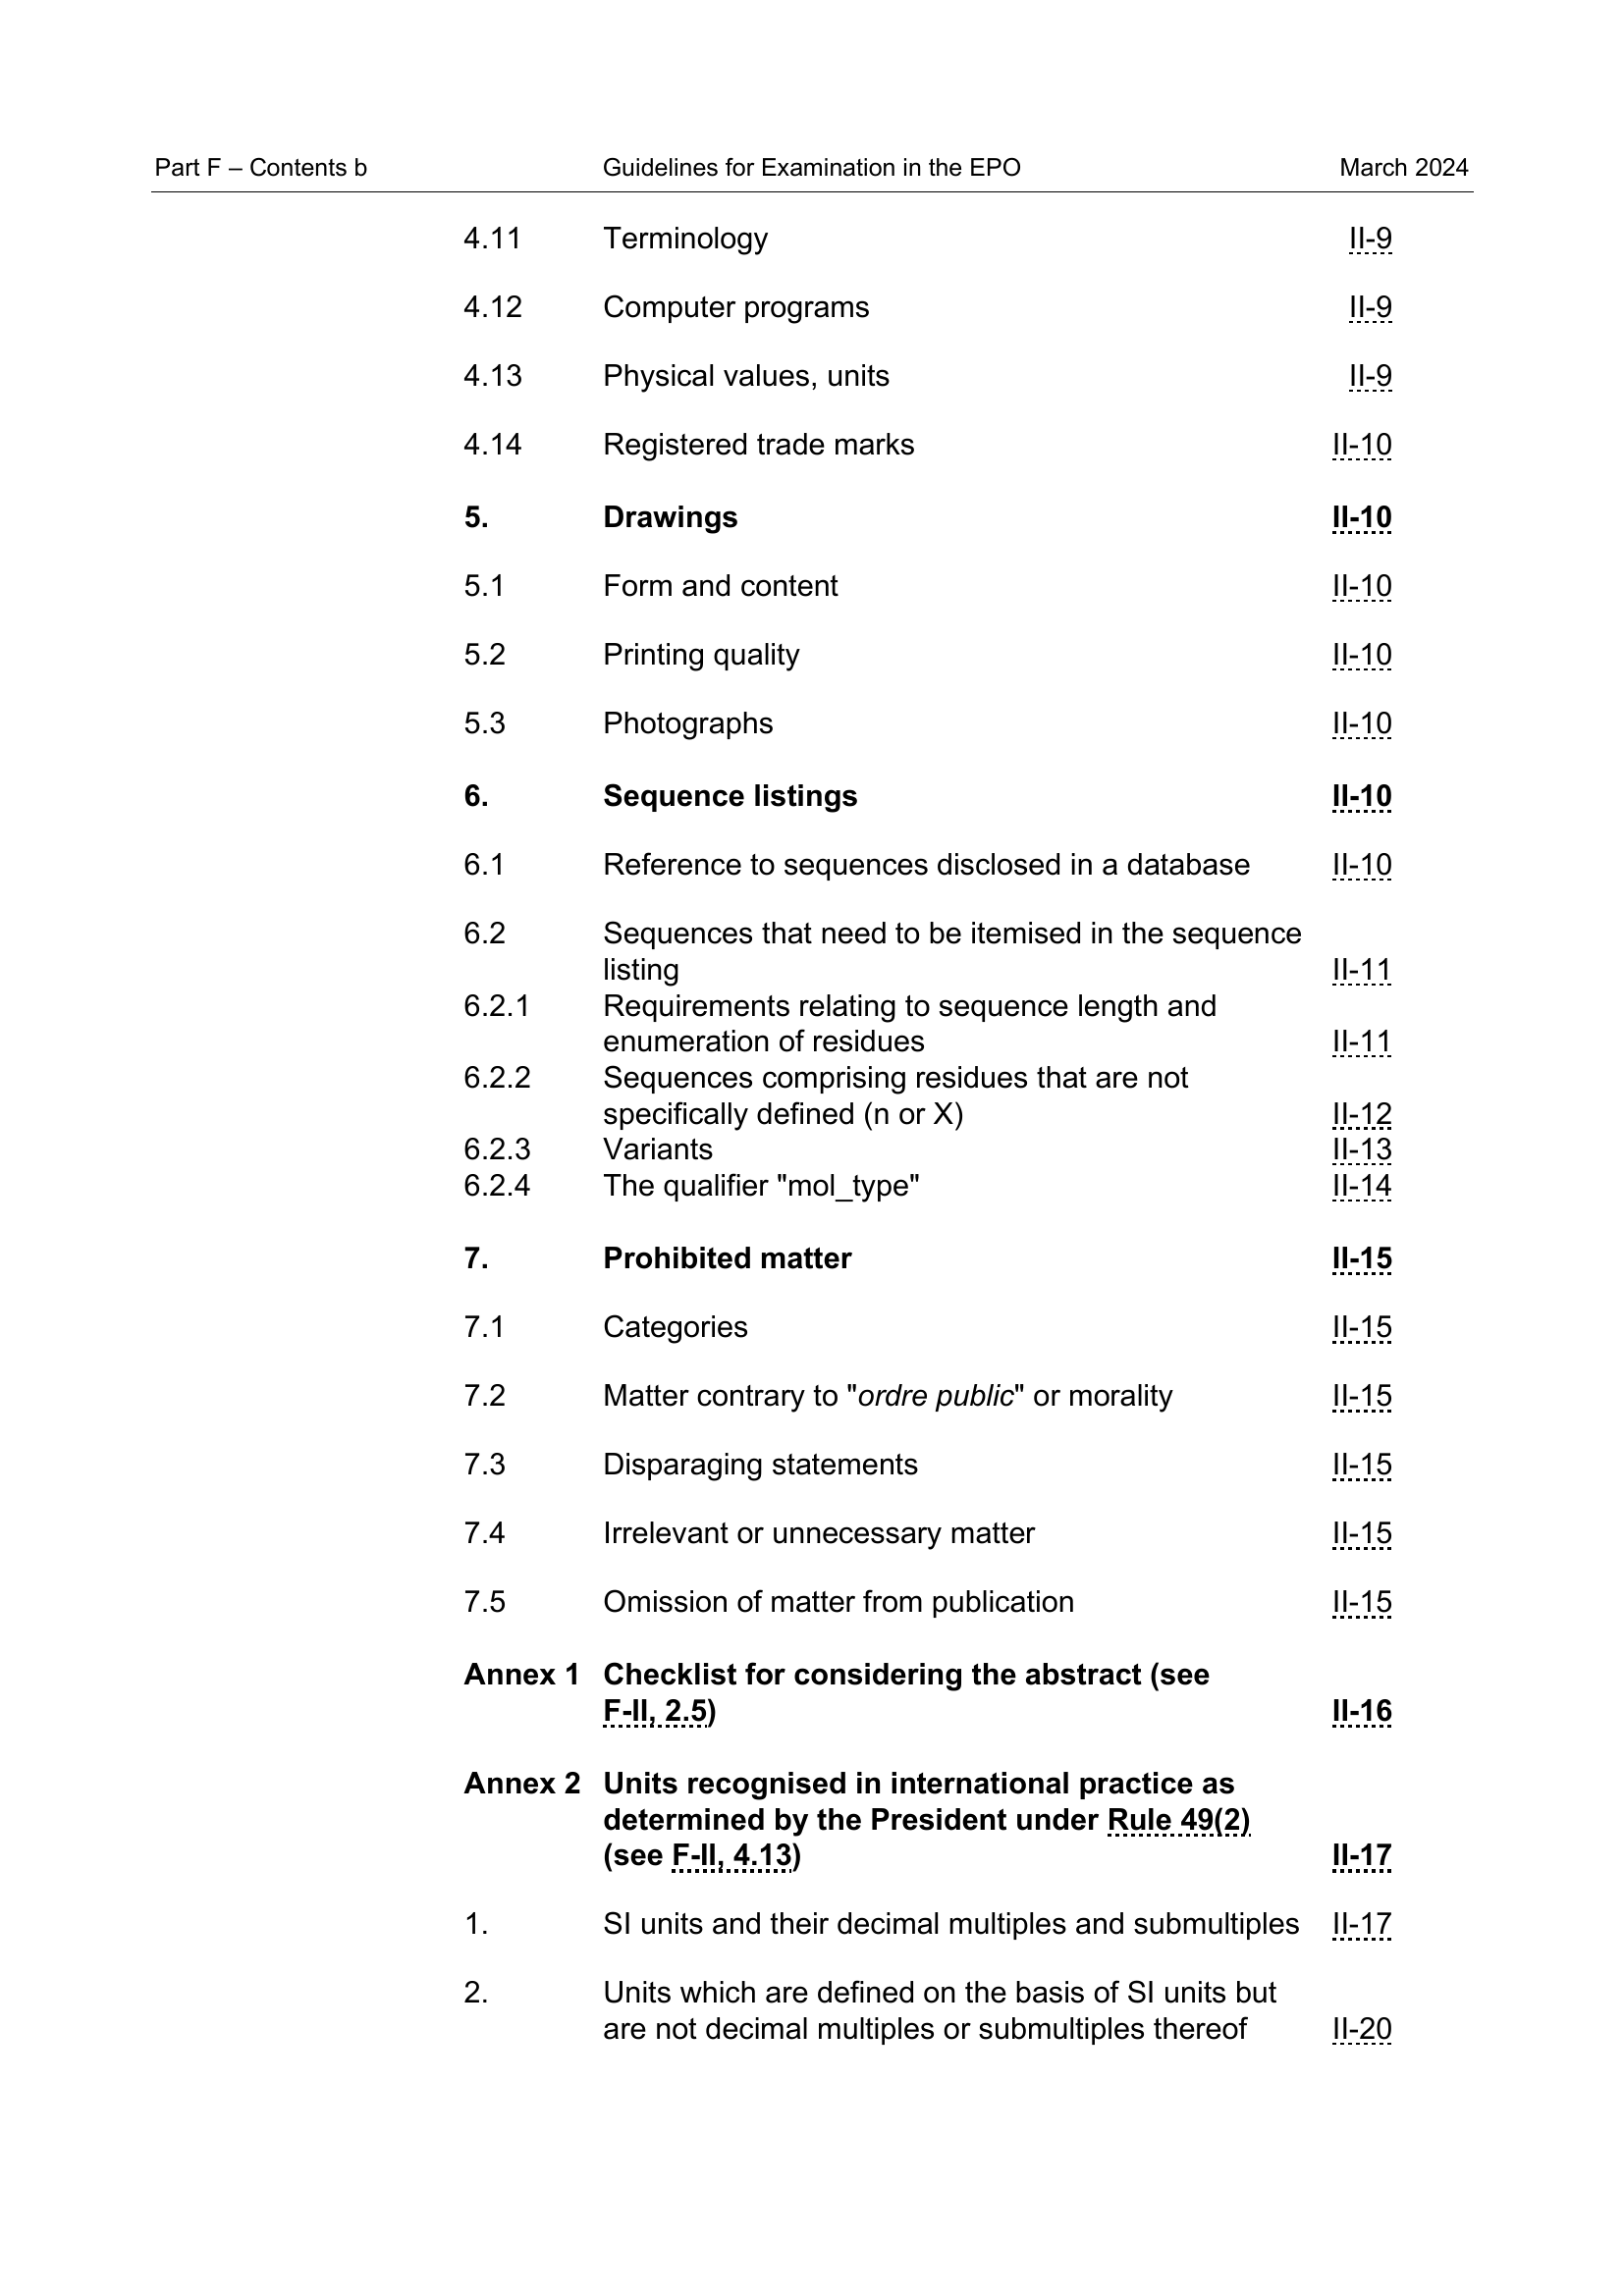 Part F – Contents b Guidelines for Examination in the EPO March 2024
4.11 Terminology II-9
4.12 Computer programs II-9
4.13 Physical values, units II-9
4.14 Registered trade marks II-10
5. Drawings II-10
5.1 Form and content II-10
5.2 Printing quality II-10
5.3 Photographs II-10
6. Sequence listings II-10
6.1 Reference to sequences disclosed in a database II-10
6.2 Sequences that need to be itemised in the sequence
listing II-11
6.2.1 Requirements relating to sequence length and
enumeration of residues II-11
6.2.2 Sequences comprising residues that are not
specifically defined (n or X) II-12
6.2.3 Variants II-13
6.2.4 The qualifier "mol_type" II-14
7. Prohibited matter II-15
7.1 Categories II-15
7.2 Matter contrary to "ordre public" or morality II-15
7.3 Disparaging statements II-15
7.4 Irrelevant or unnecessary matter II-15
7.5 Omission of matter from publication II-15
Annex 1 Checklist for considering the abstract (see
F-II, 2.5) II-16
Annex 2 Units recognised in international practice as
determined by the President under Rule 49(2)
(see F-II, 4.13) II-17
1. SI units and their decimal multiples and submultiples II-17
2. Units which are defined on the basis of SI units but
are not decimal multiples or submultiples thereof II-20